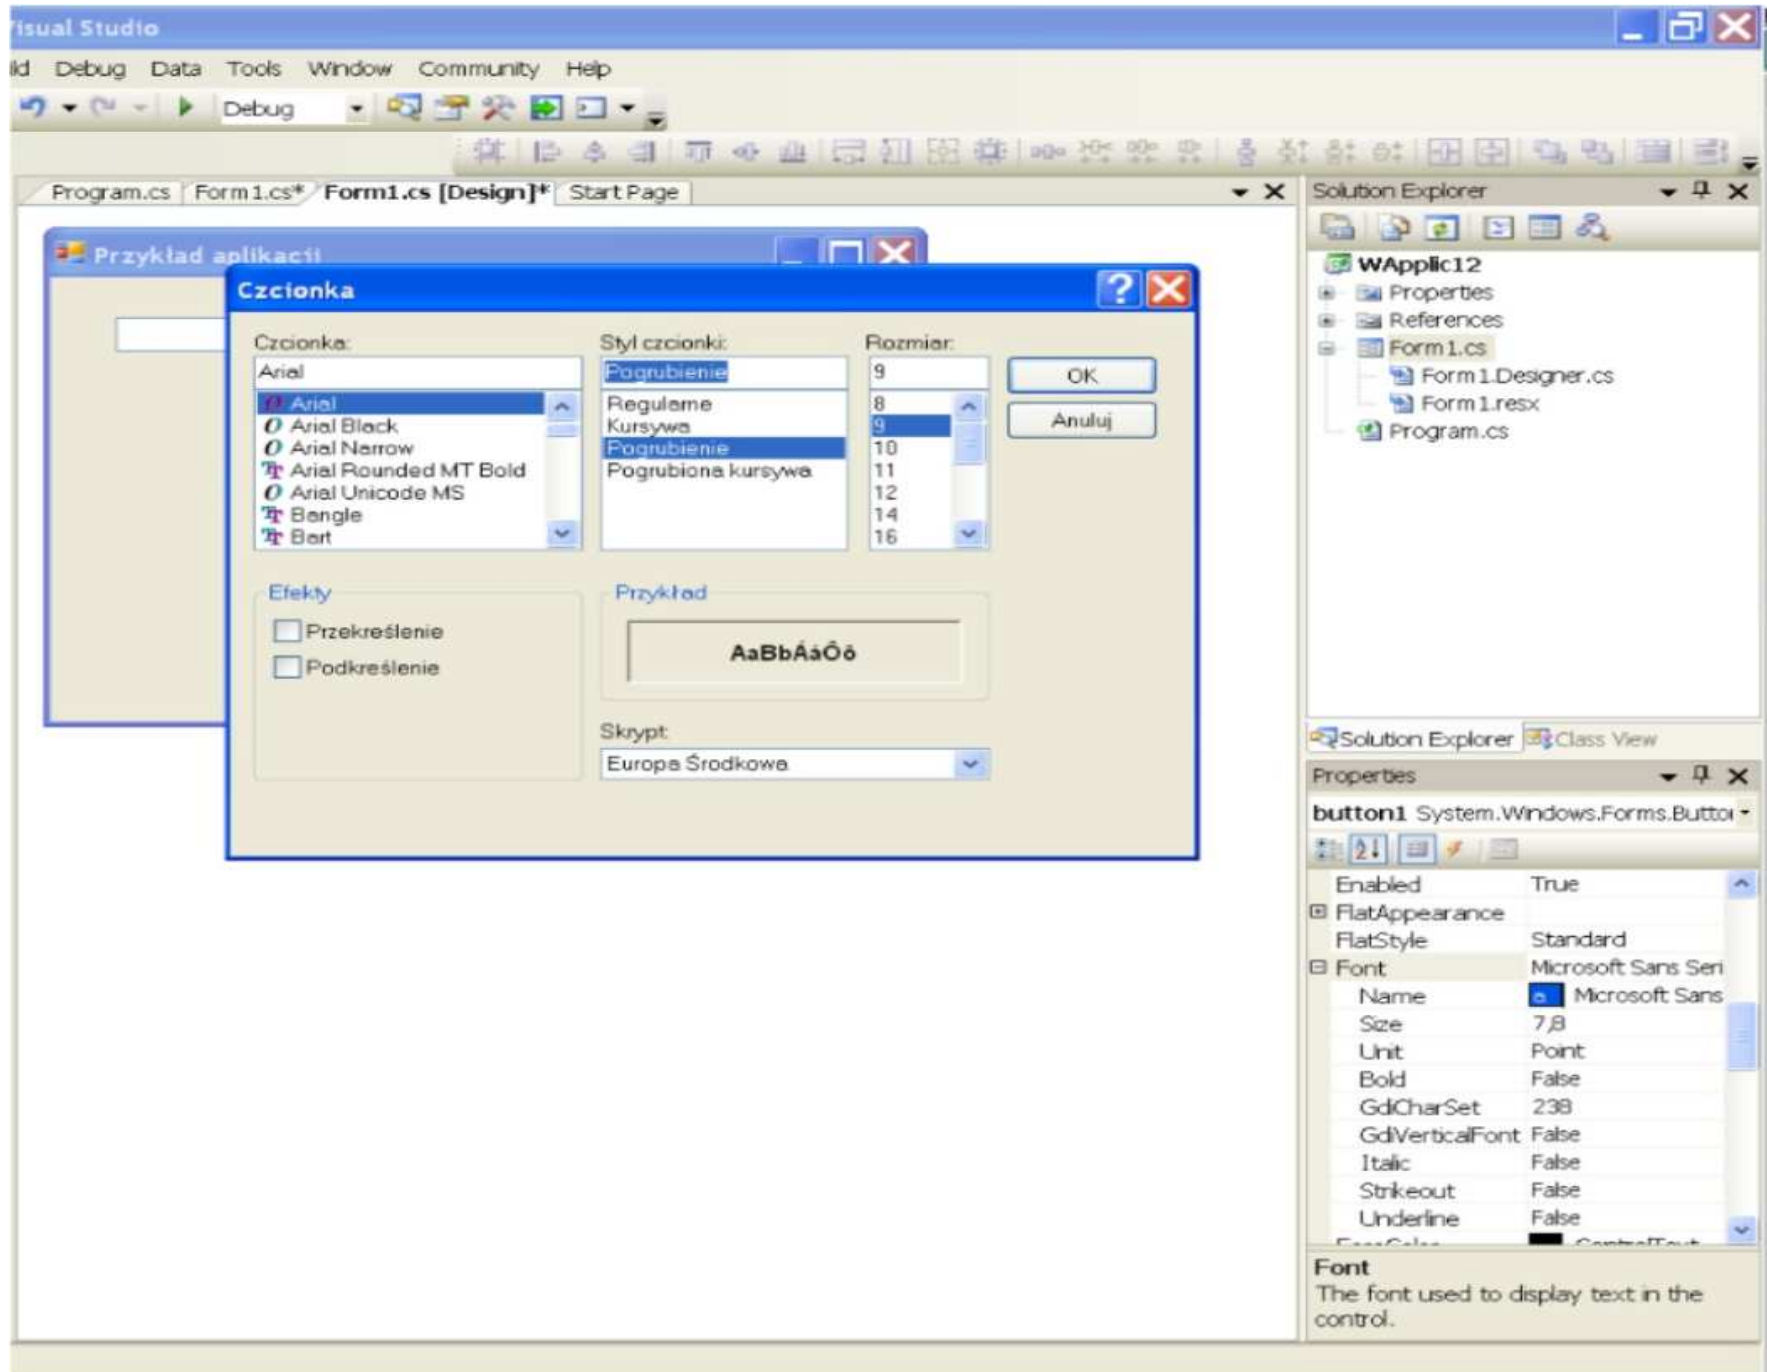 Visual Studio
ld Debug Data Tools Window Community Help
Debug
Program.cs Form1.cs* Form1.cs [Design]* Start Page
Przykład aplikacji
Czcionka
Czcionka:
Arial
Arial
Arial Black
Arial Narrow
Arial Rounded MT Bold
Arial Unicode MS
Bangle
Bart
Styl czcionki:
Pogrubienie
Regularne
Kursywa
Pogrubienie
Pogrubiona kursywa
Rozmiar:
9
8
9
10
11
12
14
16
OK
Anuluj
Efekty
Przekreślenie
Podkreślenie
Przykład
AaBbÁáÔô
Skrypt:
Europa Środkowa
Solution Explorer
WApplic12
Properties
References
Form1.cs
Form1.Designer.cs
Form1.resx
Program.cs
Solution Explorer Class View
Properties
button1 System.Windows.Forms.Button
Enabled True
FlatAppearance
FlatStyle Standard
Font Microsoft Sans Seri
Name Microsoft Sans
Size 7,8
Unit Point
Bold False
GdiCharSet 238
GdiVerticalFont False
Italic False
Strikeout False
Underline False
ForeColor ControlText
Font
The font used to display text in the
control.